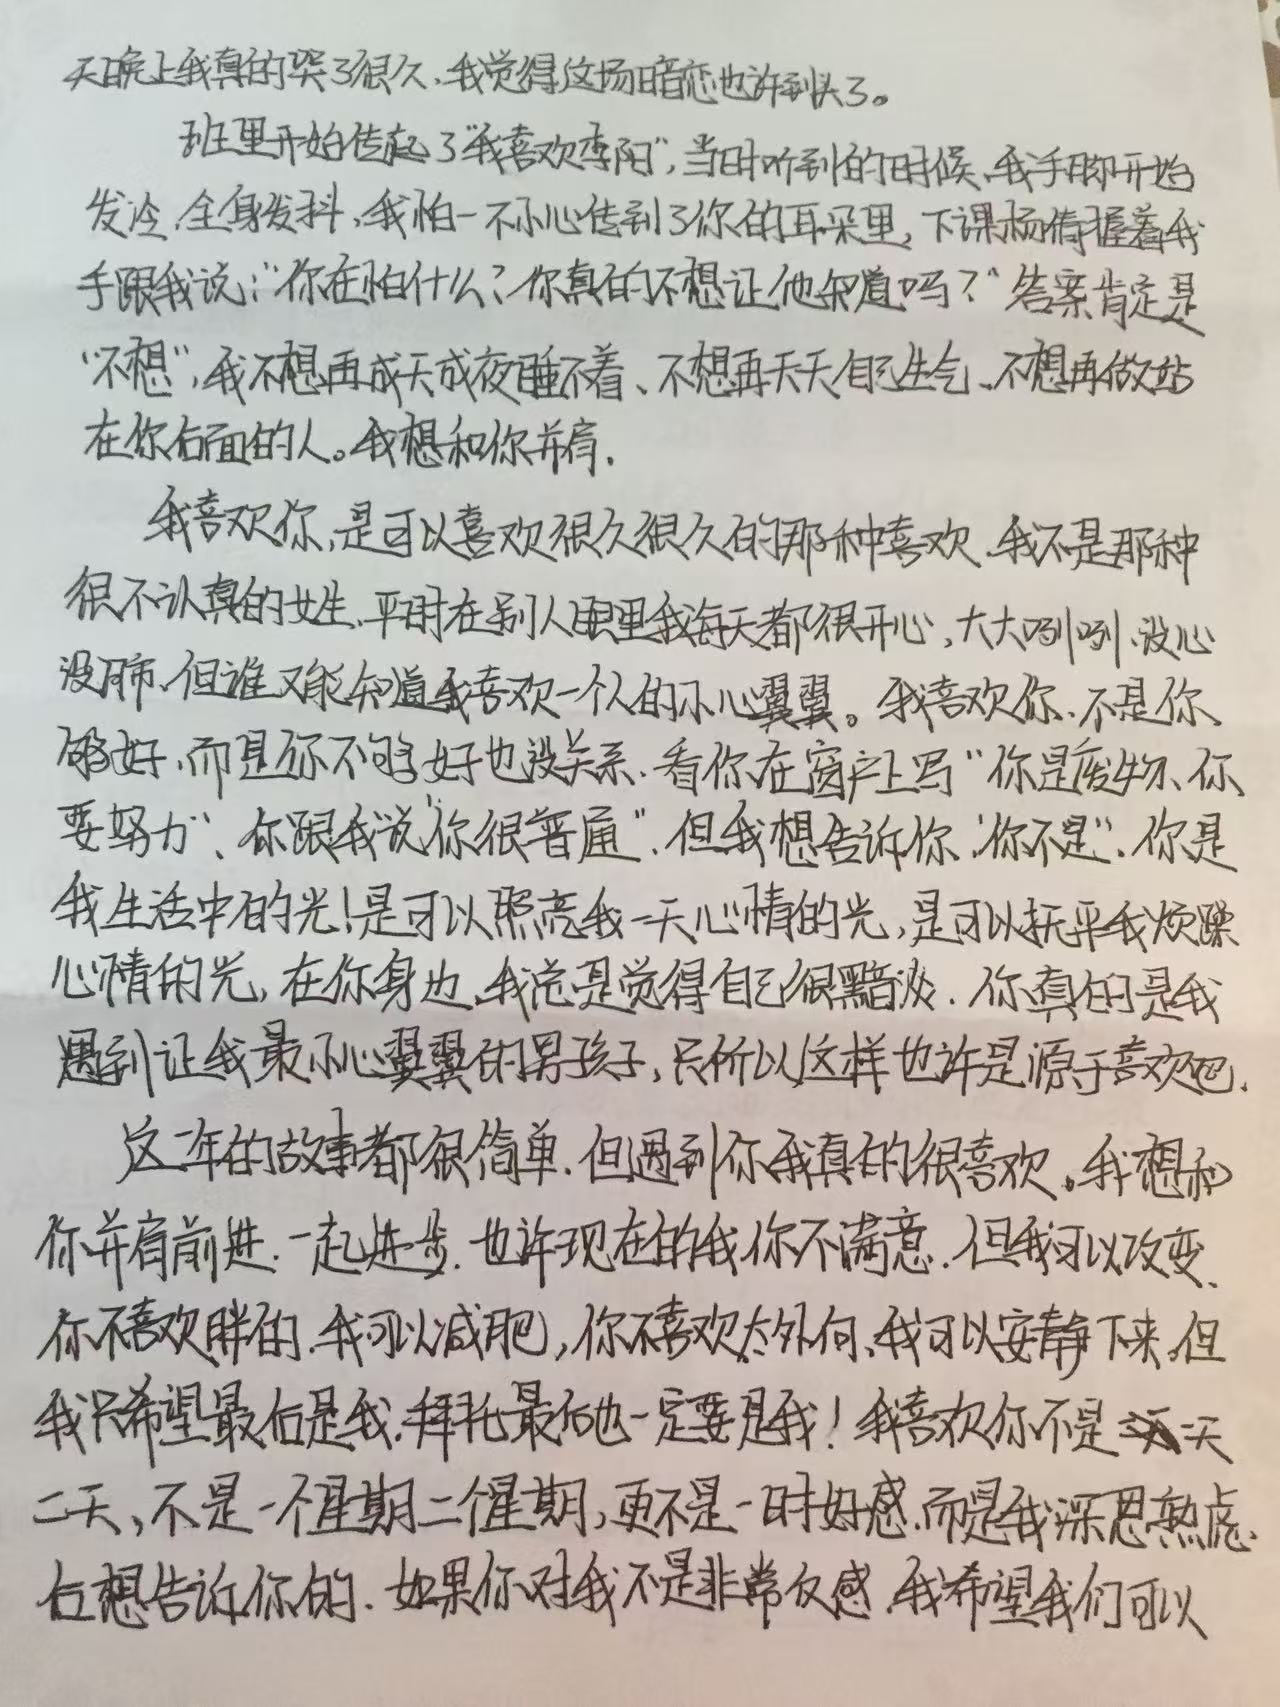 天晚上我真的哭了很久、我觉得这场暗恋也许到头了。
班里开始传起了"我喜欢李阳"，当时听到的时候、我手脚开始
发冷、全身发抖、我怕一不小心传到了你的耳朵里，下课杨倩握着我
手跟我说："你在怕什么？你真的不想让他知道吗？"答案肯定是
"不想"，我不想再成天成夜睡不着、不想再天天自己生气、不想再做站
在你右面的人。我想和你并肩.
我喜欢你，是可以喜欢很久很久的那种喜欢、我不是那种
很不认真的女生、平时在别人眼里我每天都很开心，大大咧咧、没心
没肺、但谁又能知道我喜欢一个人的小心翼翼。我喜欢你、不是你
够好、而是你不够好也没关系、看你在窗户上写"你是废物、你
要努力"、你跟我说"你很普通"、但我想告诉你"你不是"、你是
我生活中的光！是可以照亮我一天心情的光，是可以抚平我烦躁
心情的光，在你身边、我总是觉得自己很黯淡. 你真的是我
遇到让我最小心翼翼的男孩子，只所以这样也许是源于喜欢吧.
这二年的故事都很简单、但遇到你我真的很喜欢。我想和
你并肩前进、一起进步、也许现在的我你不满意、但我可以改变、
你不喜欢胖的、我可以减肥，你不喜欢太外向、我可以安静下来、但
我只希望最后是我、拜托最后也一定要是我！我喜欢你不是一天
二天，不是一个星期二个星期，更不是一时好感、而是我深思熟虑、
右想告诉你的. 如果你对我不是非常反感、我希望我们可以